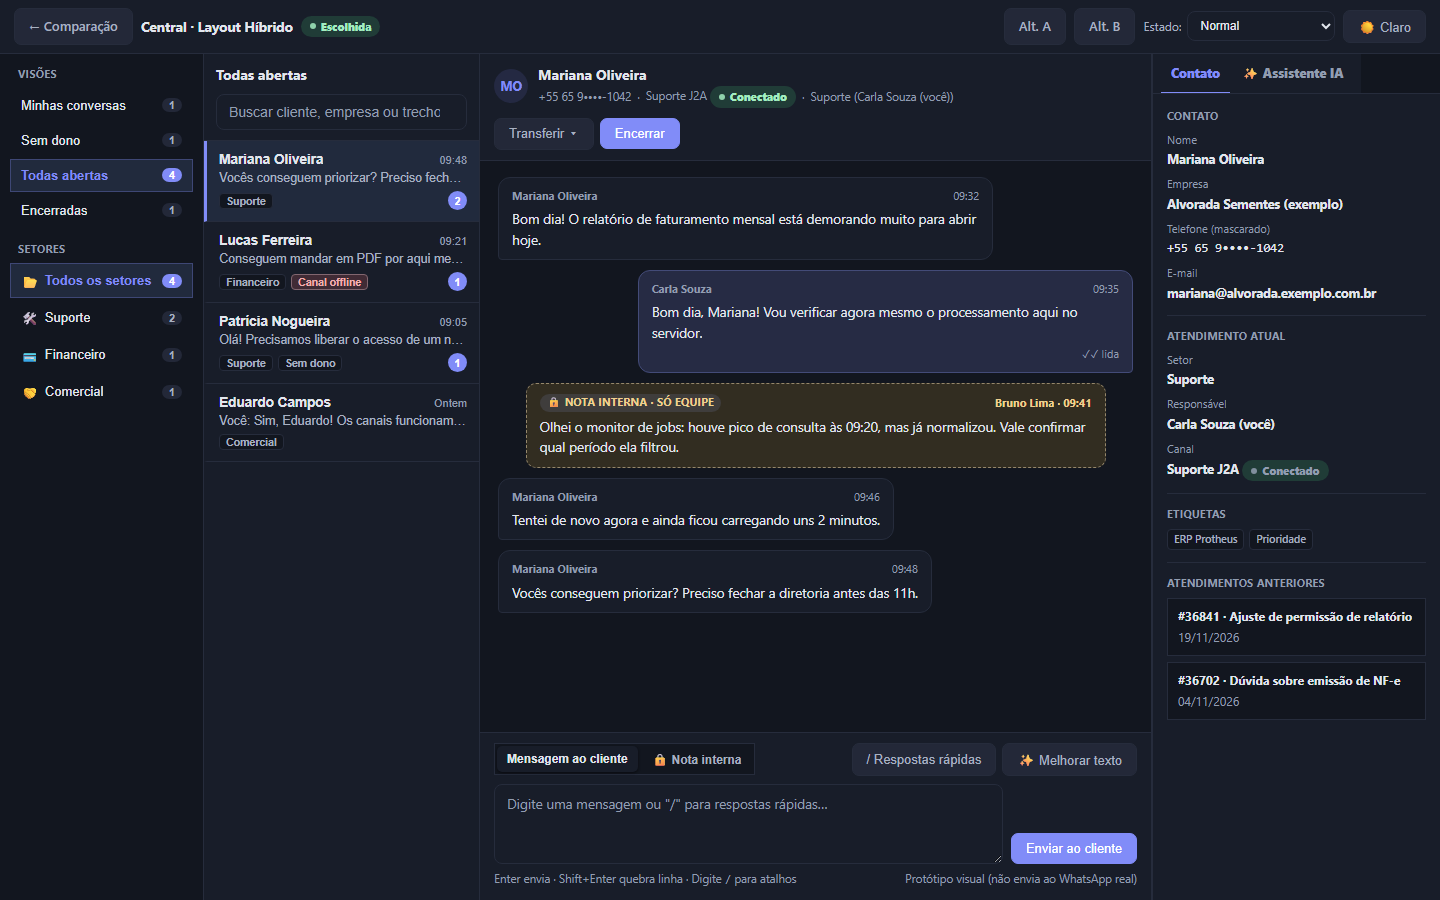 ← Comparação
Central · Layout Híbrido
Escolhida
Alt. A
Alt. B
Estado:
Normal
Claro
VISÕES
Minhas conversas 1
Sem dono 1
Todas abertas 4
Encerradas 1
SETORES
Todos os setores 4
Suporte 2
Financeiro 1
Comercial 1
Todas abertas
Buscar cliente, empresa ou trecho
Mariana Oliveira 09:48
Vocês conseguem priorizar? Preciso fech…
Suporte 2
Lucas Ferreira 09:21
Conseguem mandar em PDF por aqui me…
Financeiro Canal offline 1
Patrícia Nogueira 09:05
Olá! Precisamos liberar o acesso de um n…
Suporte Sem dono 1
Eduardo Campos Ontem
Você: Sim, Eduardo! Os canais funcionam…
Comercial
MO
Mariana Oliveira
+55 65 9••••-1042 · Suporte J2A Conectado · Suporte (Carla Souza (você))
Transferir
Encerrar
Mariana Oliveira 09:32
Bom dia! O relatório de faturamento mensal está demorando muito para abrir
hoje.
Carla Souza 09:35
Bom dia, Mariana! Vou verificar agora mesmo o processamento aqui no
servidor.
✓✓ lida
NOTA INTERNA · SÓ EQUIPE Bruno Lima · 09:41
Olhei o monitor de jobs: houve pico de consulta às 09:20, mas já normalizou. Vale confirmar
qual período ela filtrou.
Mariana Oliveira 09:46
Tentei de novo agora e ainda ficou carregando uns 2 minutos.
Mariana Oliveira 09:48
Vocês conseguem priorizar? Preciso fechar a diretoria antes das 11h.
Mensagem ao cliente
Nota interna
/ Respostas rápidas
Melhorar texto
Digite uma mensagem ou "/" para respostas rápidas...
Enviar ao cliente
Enter envia · Shift+Enter quebra linha · Digite / para atalhos
Protótipo visual (não envia ao WhatsApp real)
Contato
Assistente IA
CONTATO
Nome
Mariana Oliveira
Empresa
Alvorada Sementes (exemplo)
Telefone (mascarado)
+55 65 9••••-1042
E-mail
mariana@alvorada.exemplo.com.br
ATENDIMENTO ATUAL
Setor
Suporte
Responsável
Carla Souza (você)
Canal
Suporte J2A Conectado
ETIQUETAS
ERP Protheus Prioridade
ATENDIMENTOS ANTERIORES
#36841 · Ajuste de permissão de relatório
19/11/2026
#36702 · Dúvida sobre emissão de NF-e
04/11/2026